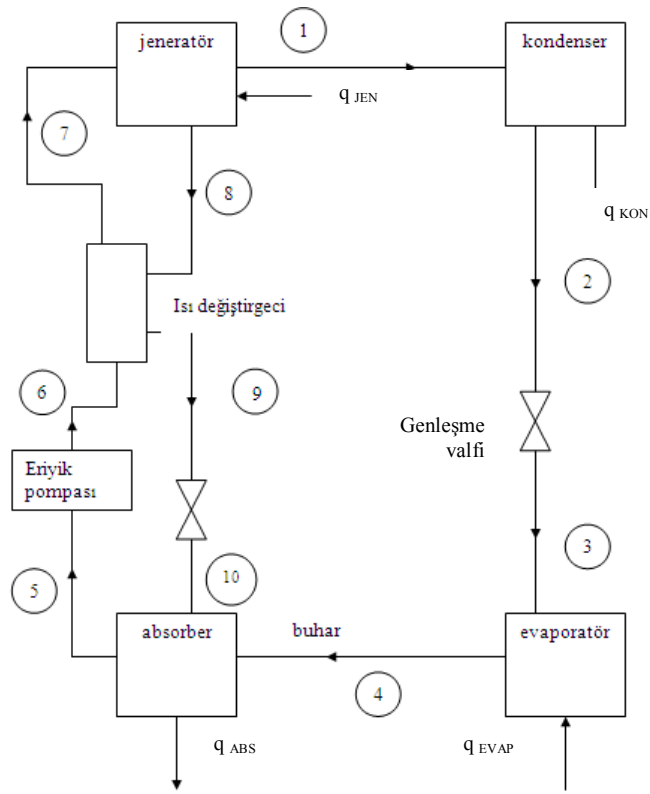 1
jeneratör
kondenser
q JEN
7
8
q KON
2
Isı değiştirgeci
6
9
Genleşme
valfi
Eriyik
pompası
3
5
10
absorber
buhar
evaporatör
4
q ABS
q EVAP